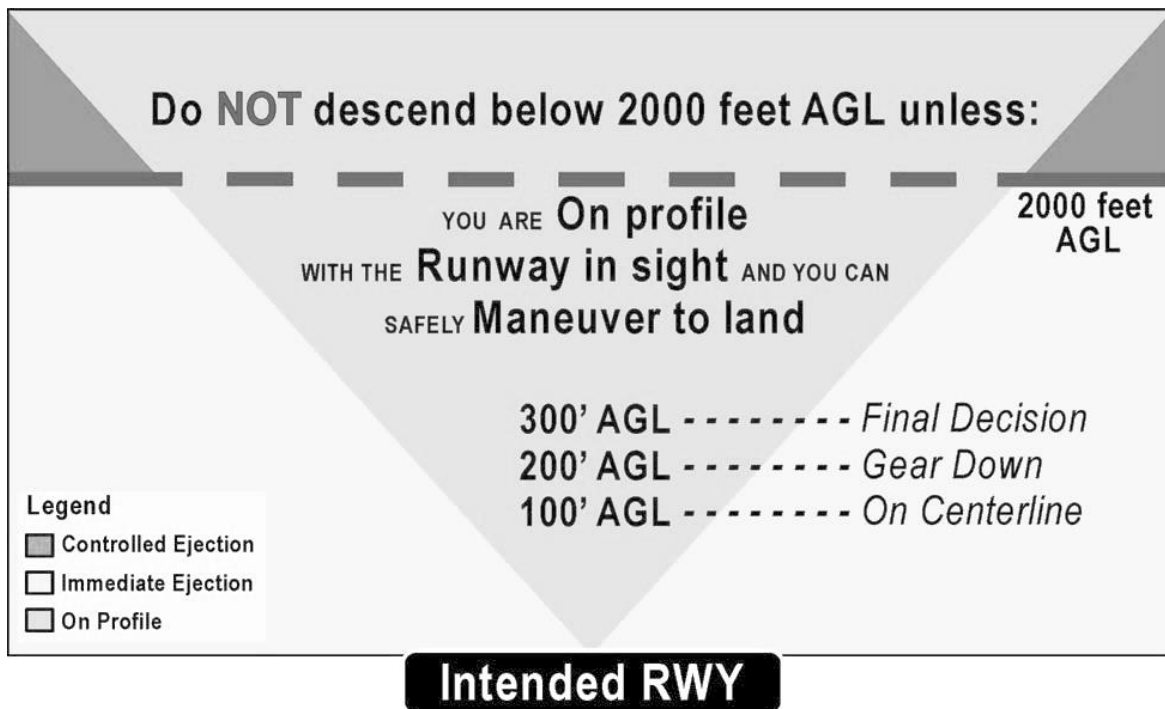 Do NOT descend below 2000 feet AGL unless:
YOU ARE On profile
WITH THE Runway in sight AND YOU CAN
SAFELY Maneuver to land
2000 feet
AGL
300' AGL - - - - - - - - Final Decision
200' AGL - - - - - - - - Gear Down
100' AGL - - - - - - - - On Centerline
Legend
Controlled Ejection
Immediate Ejection
On Profile
Intended RWY